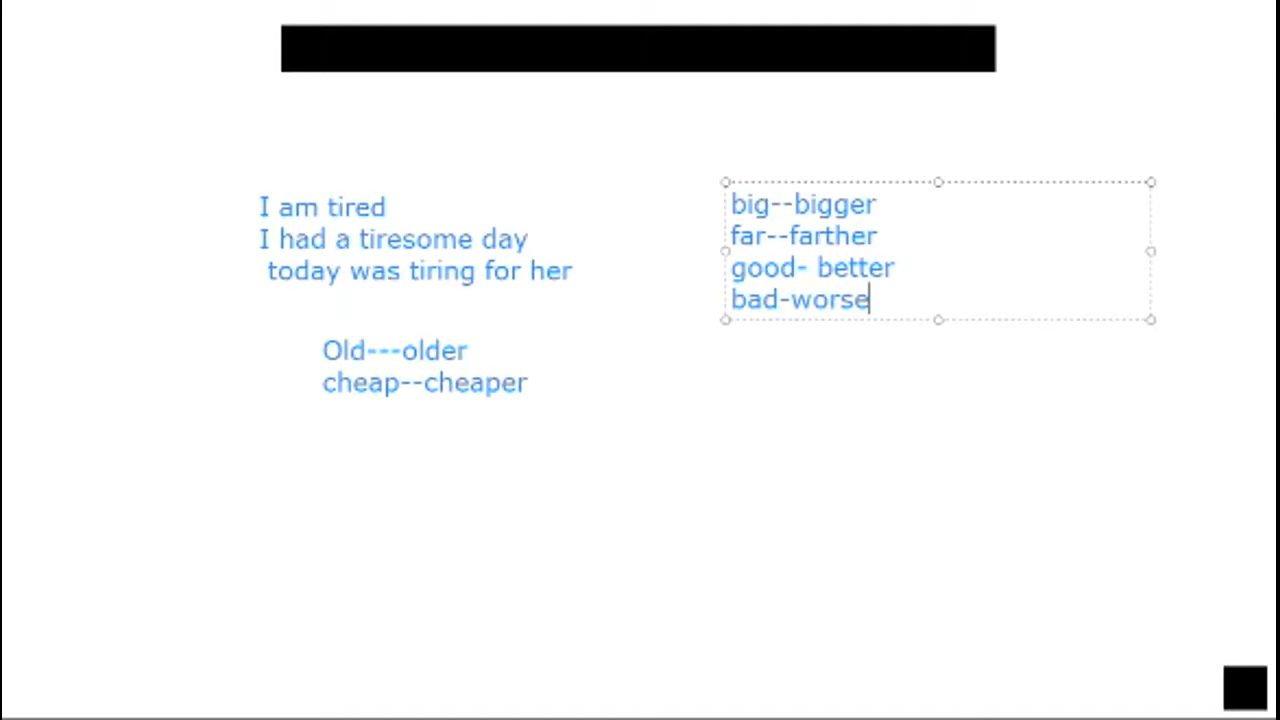 I am tired
I had a tiresome day
today was tiring for her
Old---older
cheap--cheaper
big--bigger
far--farther
good- better
bad-worse